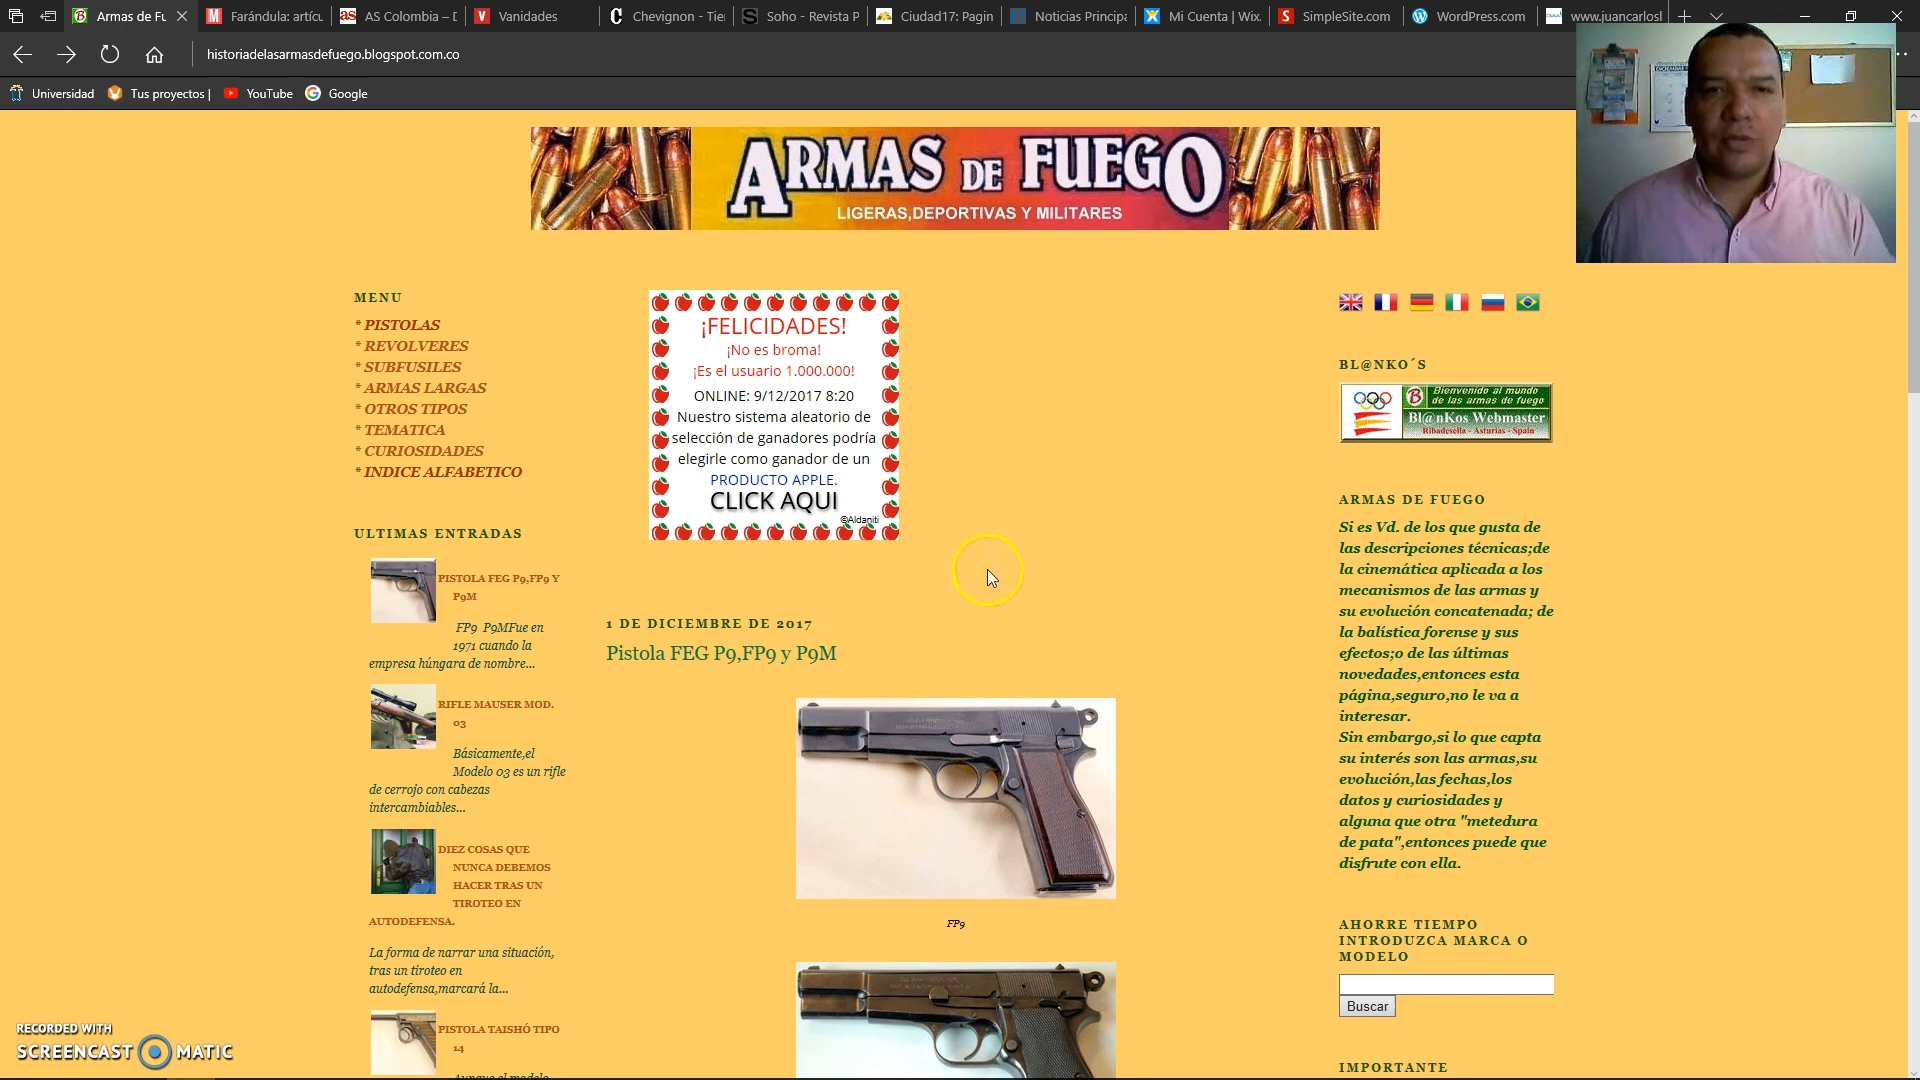 Armas de Fu
Farándula: artícu
AS Colombia – D
Vanidades
Chevignon - Tie
Soho - Revista P
Ciudad17: Pagin
Noticias Principa
Mi Cuenta | Wix.
SimpleSite.com
WordPress.com
www.juancarlosl
historiadelasarmasdefuego.blogspot.com.co
Universidad
Tus proyectos |
YouTube
Google
ARMAS DE FUEGO
LIGERAS,DEPORTIVAS Y MILITARES
DICIEMBRE
MENU
* PISTOLAS
* REVOLVERES
* SUBFUSILES
* ARMAS LARGAS
* OTROS TIPOS
* TEMATICA
* CURIOSIDADES
* INDICE ALFABETICO
ULTIMAS ENTRADAS
PISTOLA FEG P9,FP9 Y
P9M
FP9 P9MFue en
1971 cuando la
empresa húngara de nombre...
RIFLE MAUSER MOD.
03
Básicamente,el
Modelo 03 es un rifle
de cerrojo con cabezas
intercambiables...
DIEZ COSAS QUE
NUNCA DEBEMOS
HACER TRAS UN
TIROTEO EN
AUTODEFENSA.
La forma de narrar una situación,
tras un tiroteo en
autodefensa,marcará la...
PISTOLA TAISHÓ TIPO
14
Aunque el modelo
RECORDED WITH
SCREENCAST MATIC
¡FELICIDADES!
¡No es broma!
¡Es el usuario 1.000.000!
ONLINE: 9/12/2017 8:20
Nuestro sistema aleatorio de
selección de ganadores podría
elegirle como ganador de un
PRODUCTO APPLE.
CLICK AQUI
©Aldaniti
1 DE DICIEMBRE DE 2017
Pistola FEG P9,FP9 y P9M
FP9
BL@NKO´S
Bienvenido al mundo
de las armas de fuego
Bl@nKos Webmaster
Ribadesella - Asturias - Spain
ARMAS DE FUEGO
Si es Vd. de los que gusta de
las descripciones técnicas;de
la cinemática aplicada a los
mecanismos de las armas y
su evolución concatenada; de
la balística forense y sus
efectos;o de las últimas
novedades,entonces esta
página,seguro,no le va a
interesar.
Sin embargo,si lo que capta
su interés son las armas,su
evolución,las fechas,los
datos y curiosidades y
alguna que otra "metedura
de pata",entonces puede que
disfrute con ella.
AHORRE TIEMPO
INTRODUZCA MARCA O
MODELO
Buscar
IMPORTANTE